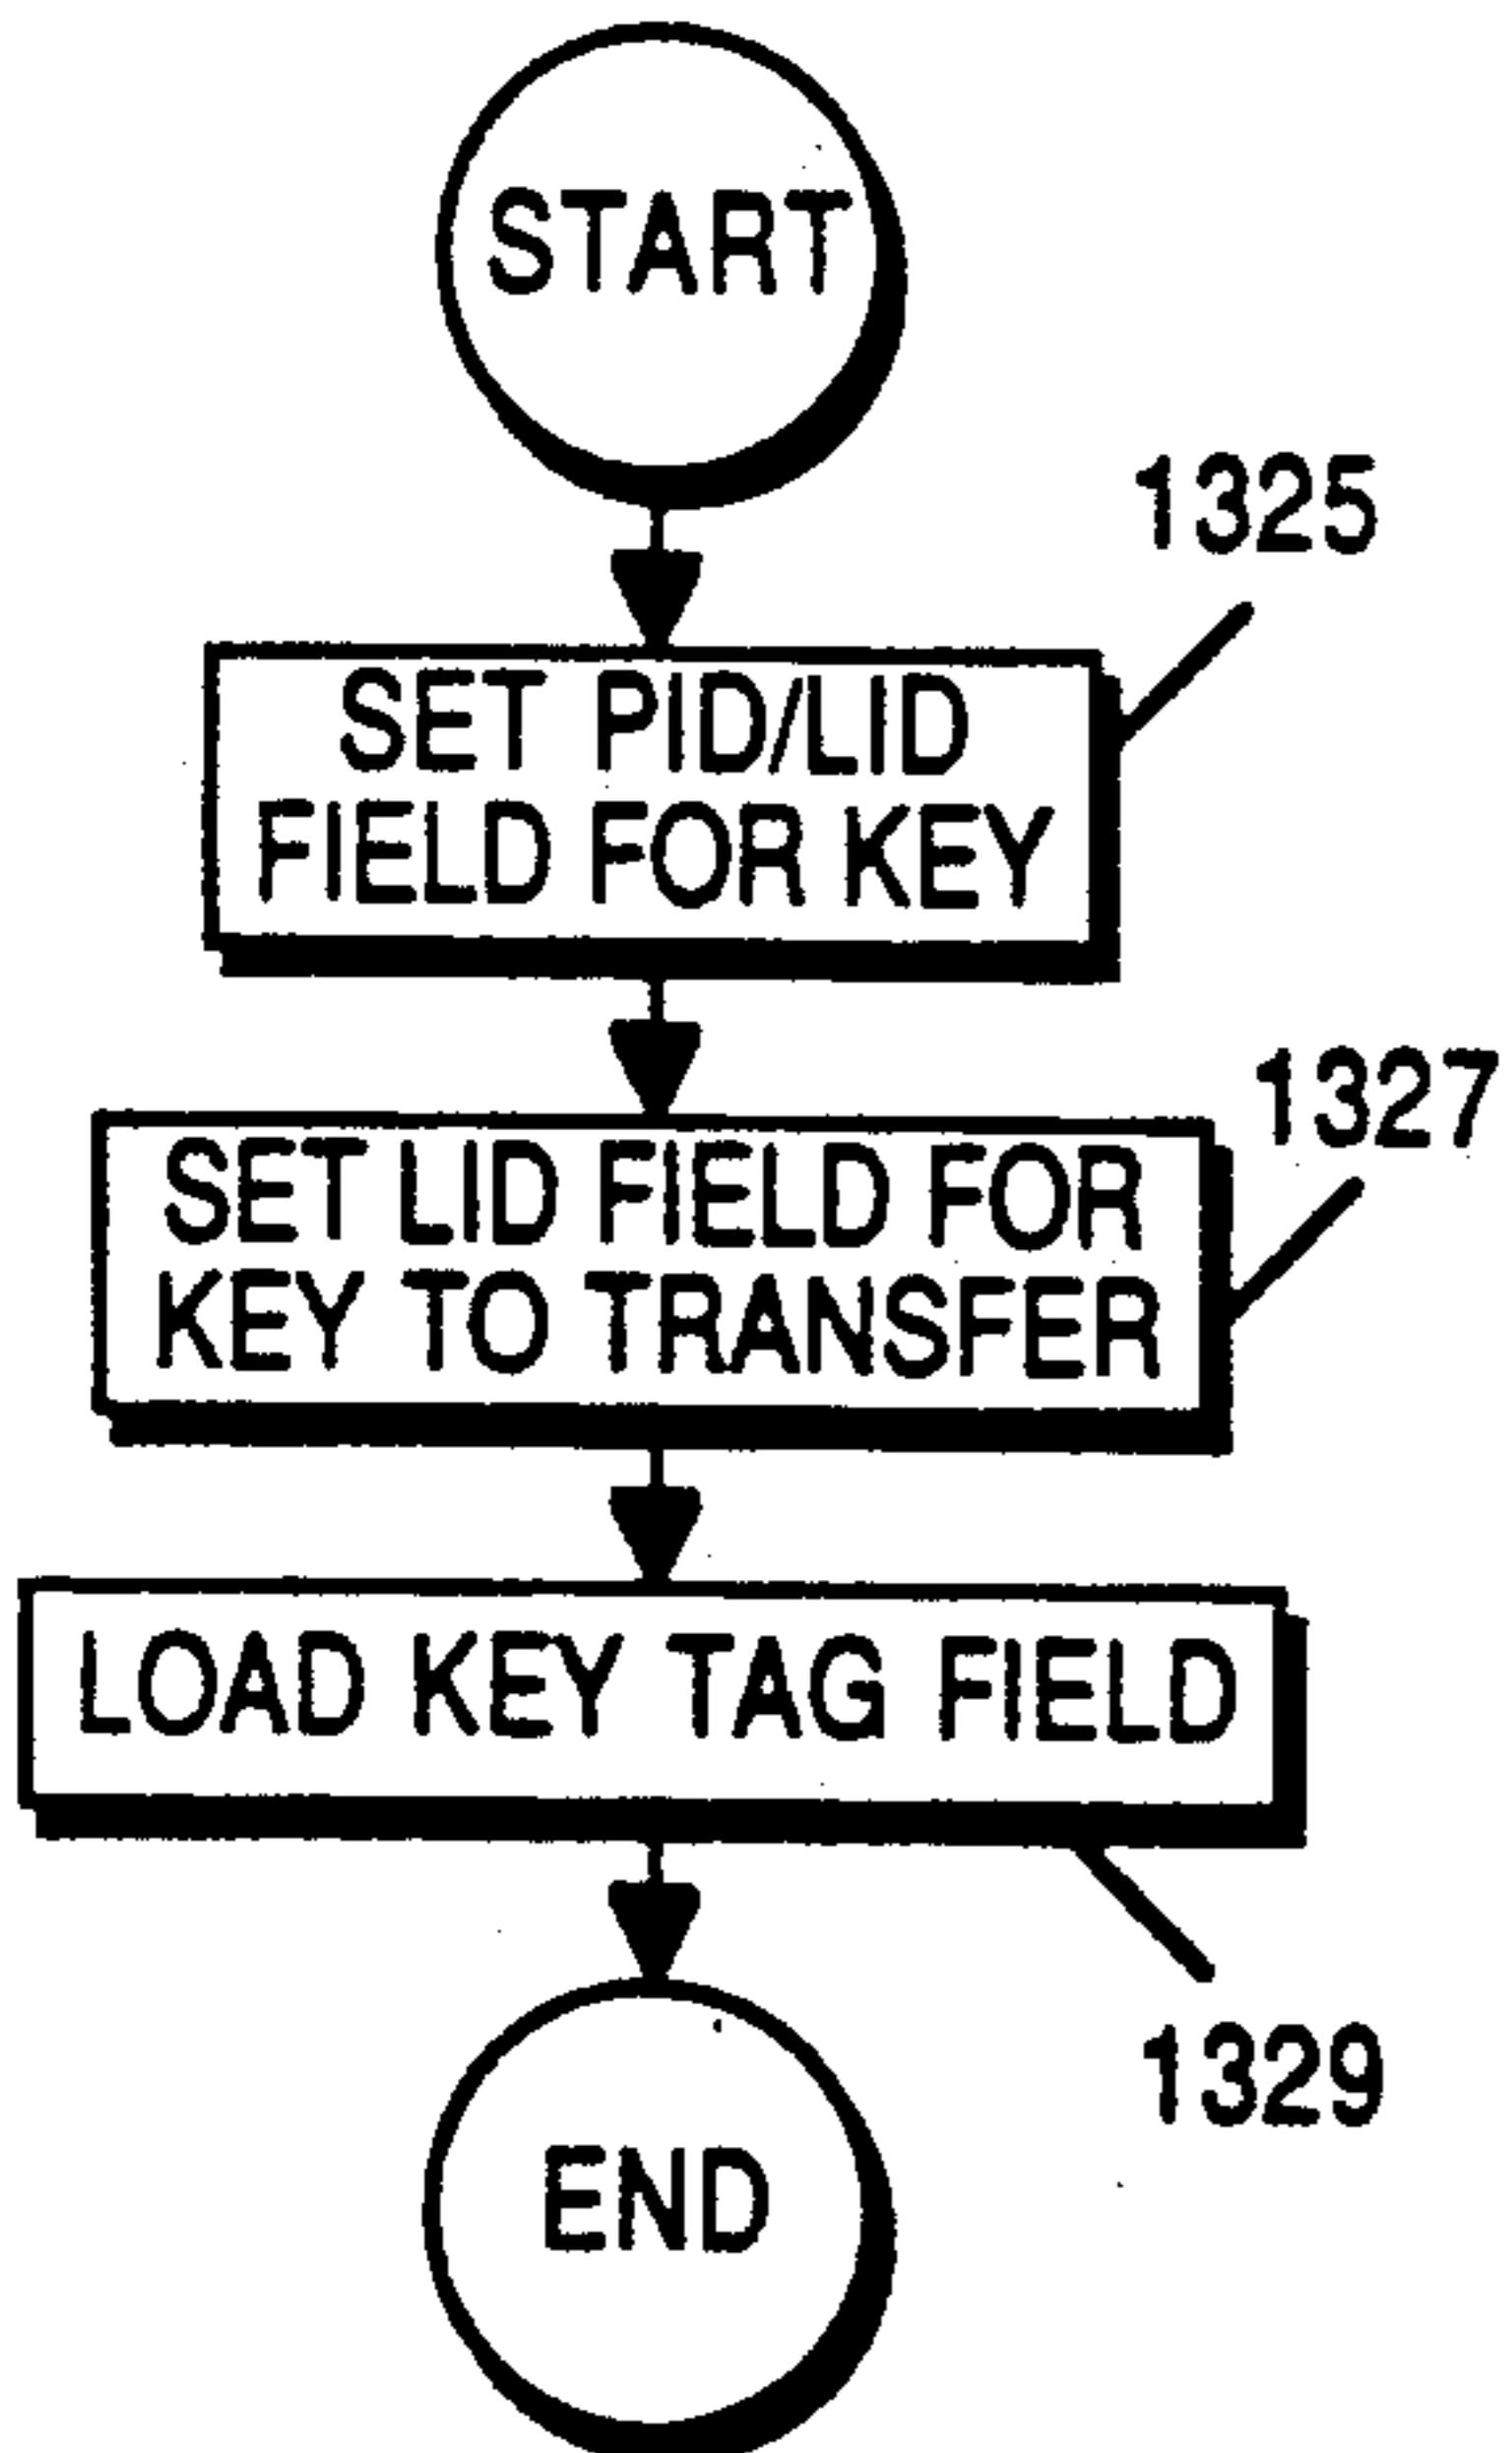 START
1325
SET PID/LID
FIELD FOR KEY
1327
SET LID FIELD FOR
KEY TO TRANSFER
LOAD KEY TAG FIELD
1329
END